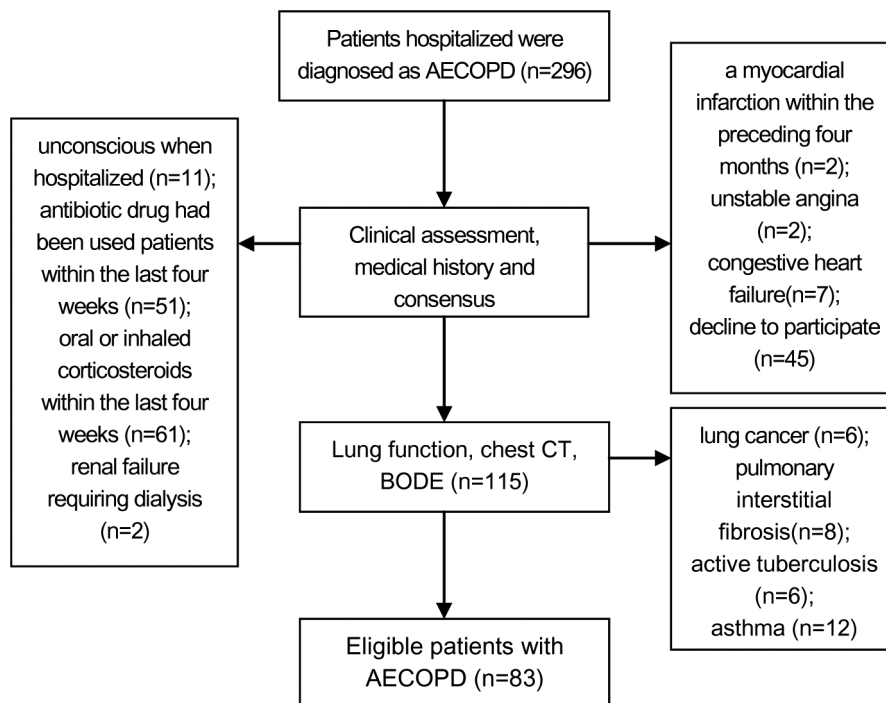 Patients hospitalized were
diagnosed as AECOPD (n=296)
unconscious when
hospitalized (n=11);
antibiotic drug had
been used patients
within the last four
weeks (n=51);
oral or inhaled
corticosteroids
within the last four
weeks (n=61);
renal failure
requiring dialysis
(n=2)
Clinical assessment,
medical history and
consensus
a myocardial
infarction within the
preceding four
months (n=2);
unstable angina
(n=2);
congestive heart
failure(n=7);
decline to participate
(n=45)
Lung function, chest CT,
BODE (n=115)
lung cancer (n=6);
pulmonary
interstitial
fibrosis(n=8);
active tuberculosis
(n=6);
asthma (n=12)
Eligible patients with
AECOPD (n=83)